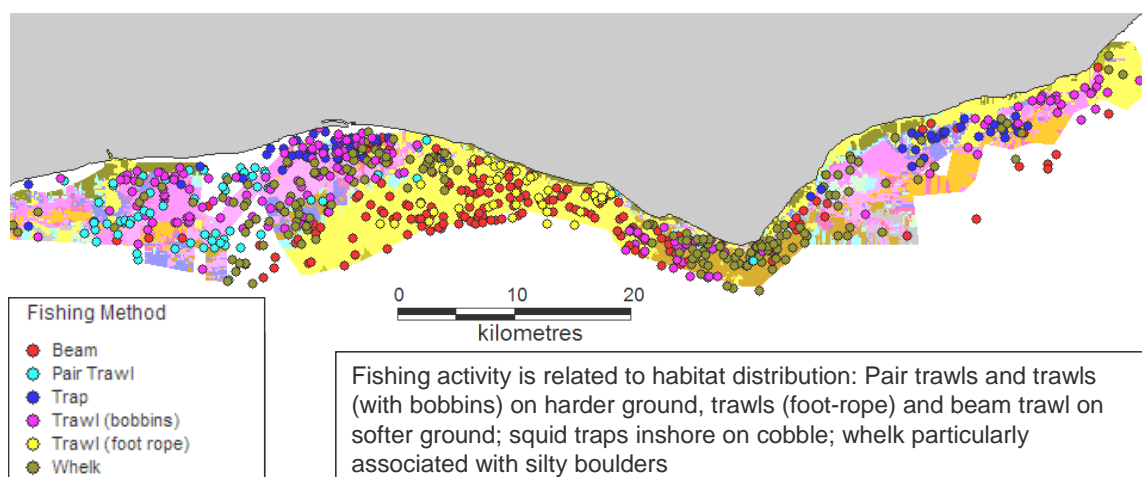 0 10 20
kilometres
Fishing Method
Beam
Pair Trawl
Trap
Trawl (bobbins)
Trawl (foot rope)
Whelk
Fishing activity is related to habitat distribution: Pair trawls and trawls
(with bobbins) on harder ground, trawls (foot-rope) and beam trawl on
softer ground; squid traps inshore on cobble; whelk particularly
associated with silty boulders